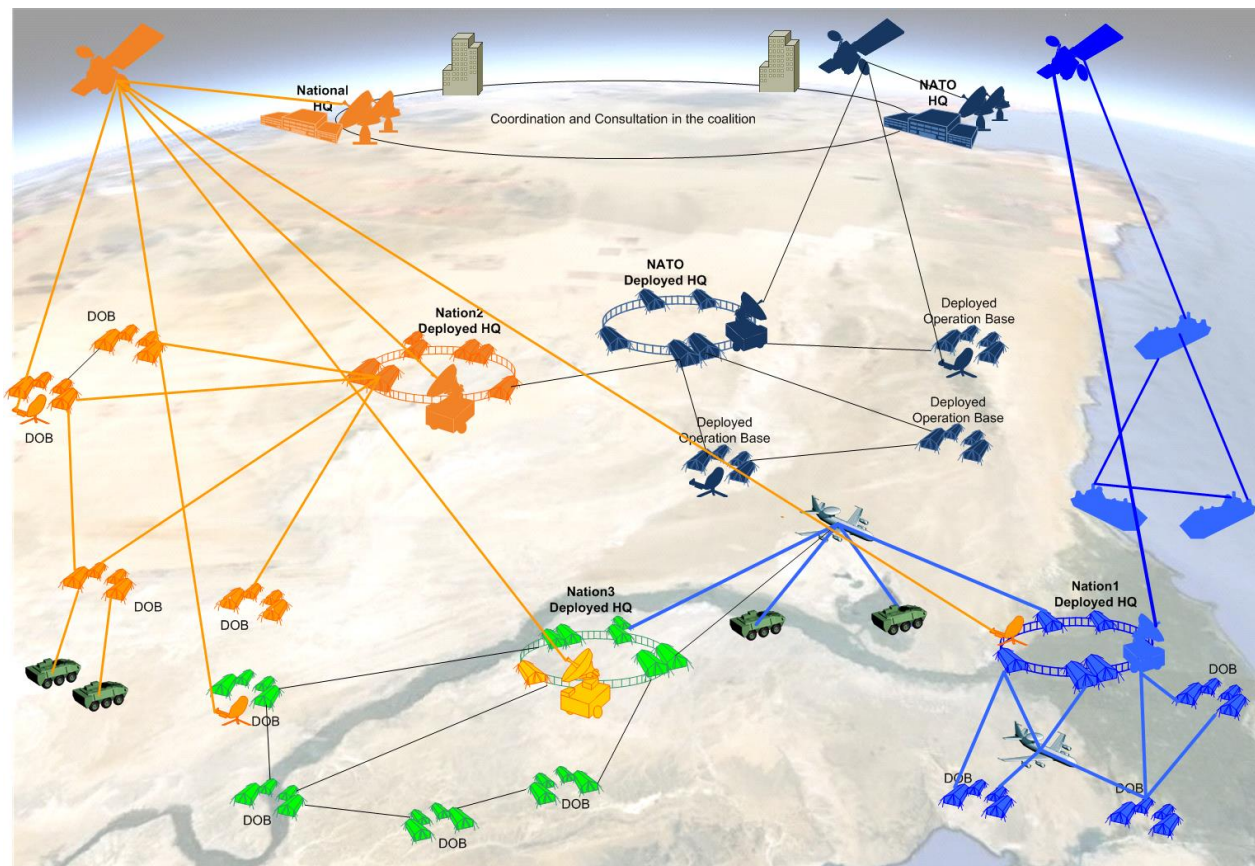 National
HQ
NATO
HQ
Coordination and Consultation in the coalition
NATO
Deployed HQ
Nation2
Deployed HQ
DOB
Deployed
Operation Base
DOB
Deployed
Operation Base
Deployed
Operation Base
DOB
DOB
Nation3
Deployed HQ
Nation1
Deployed HQ
DOB
DOB
DOB
DOB
DOB
DOB
DOB